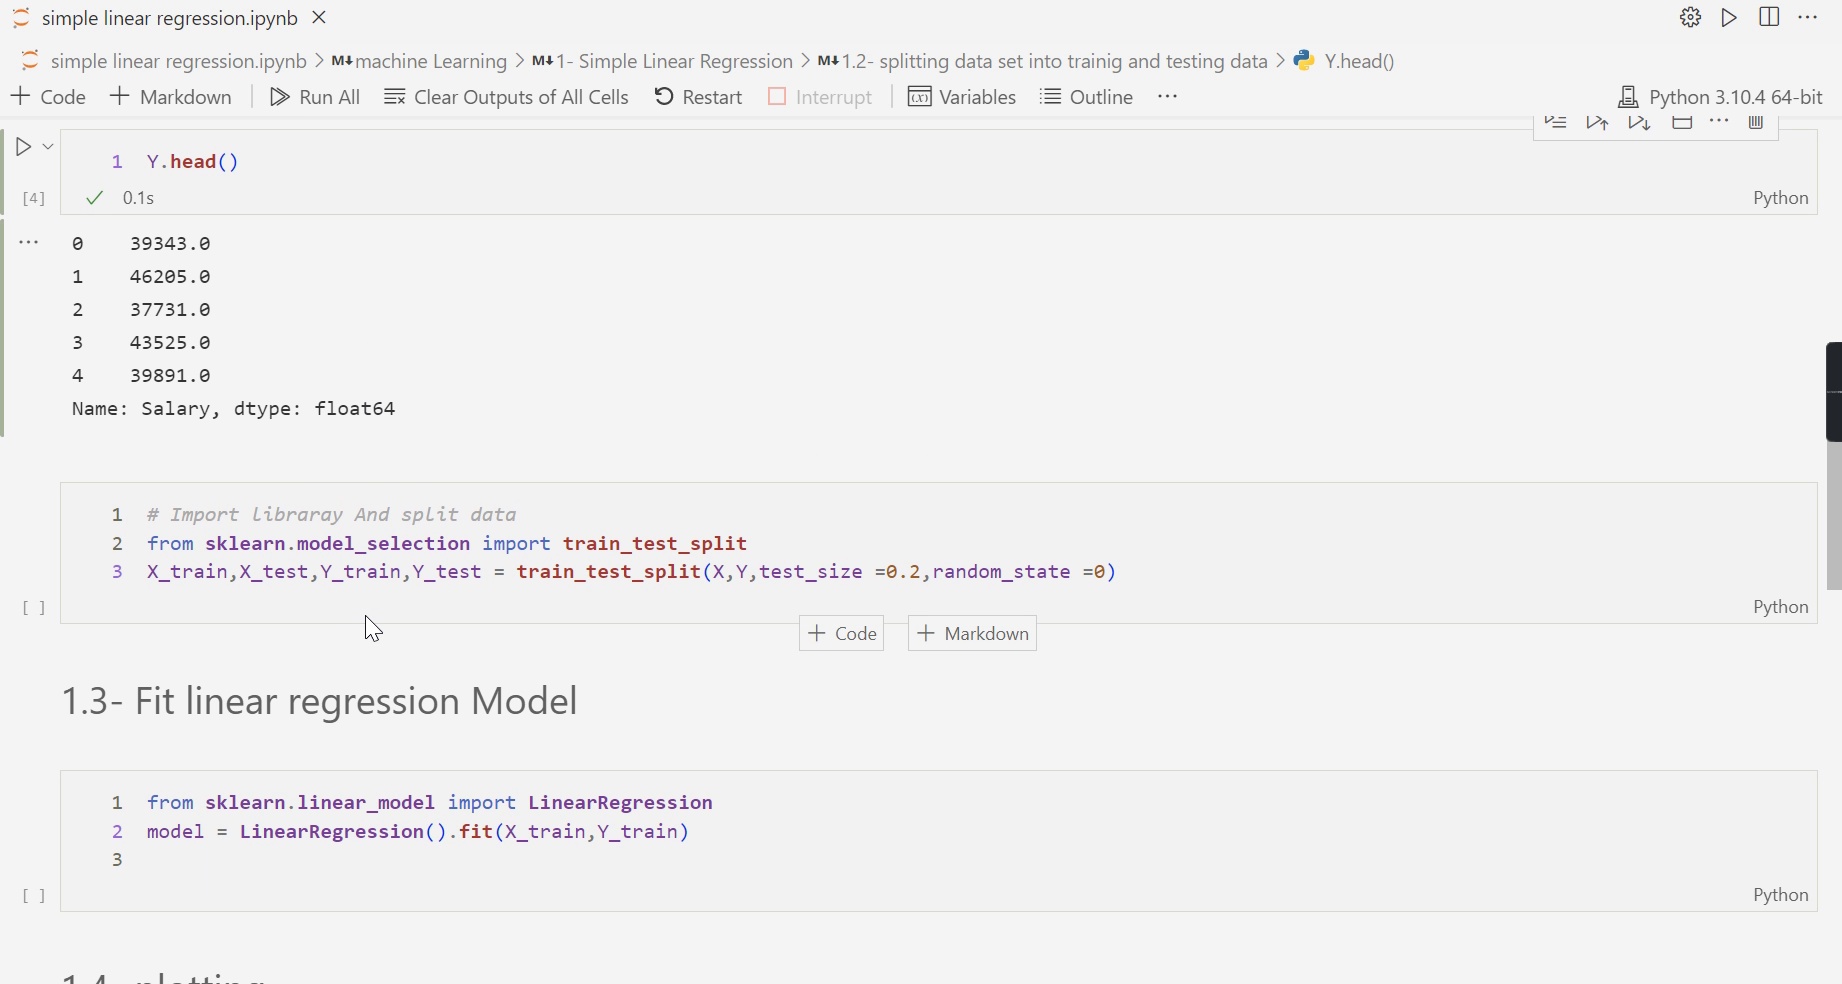 simple linear regression.ipynb
simple linear regression.ipynb > M↓machine Learning > M↓1- Simple Linear Regression > M↓1.2- splitting data set into trainig and testing data > Y.head()
+ Code + Markdown Run All Clear Outputs of All Cells Restart Interrupt (x) Variables Outline ... Python 3.10.4 64-bit
1 Y.head()
[4] 0.1s Python
0 39343.0
1 46205.0
2 37731.0
3 43525.0
4 39891.0
Name: Salary, dtype: float64
1 # Import libraray And split data
2 from sklearn.model_selection import train_test_split
3 X_train,X_test,Y_train,Y_test = train_test_split(X,Y,test_size =0.2,random_state =0)
[ ] Python
+ Code + Markdown
1.3- Fit linear regression Model
1 from sklearn.linear_model import LinearRegression
2 model = LinearRegression().fit(X_train,Y_train)
3
[ ] Python
1.4- plotting